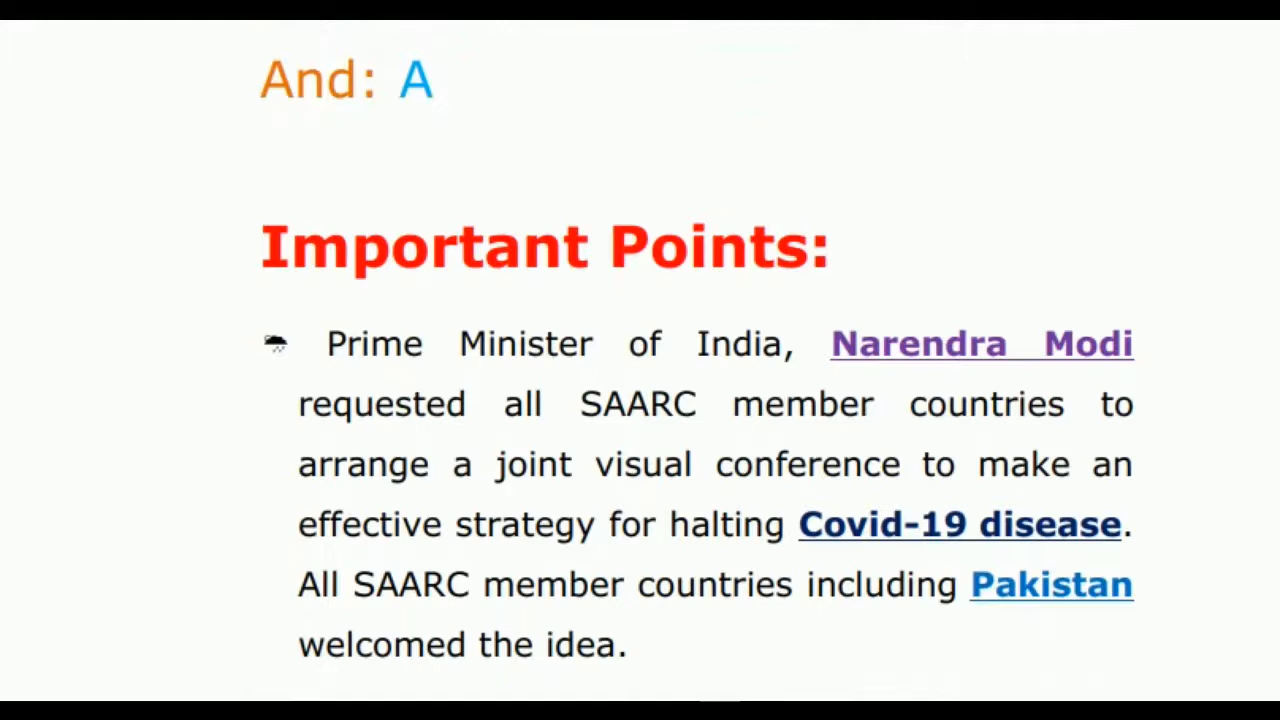 And: A
Important Points:
Prime Minister of India, Narendra Modi
requested all SAARC member countries to
arrange a joint visual conference to make an
effective strategy for halting Covid-19 disease.
All SAARC member countries including Pakistan
welcomed the idea.